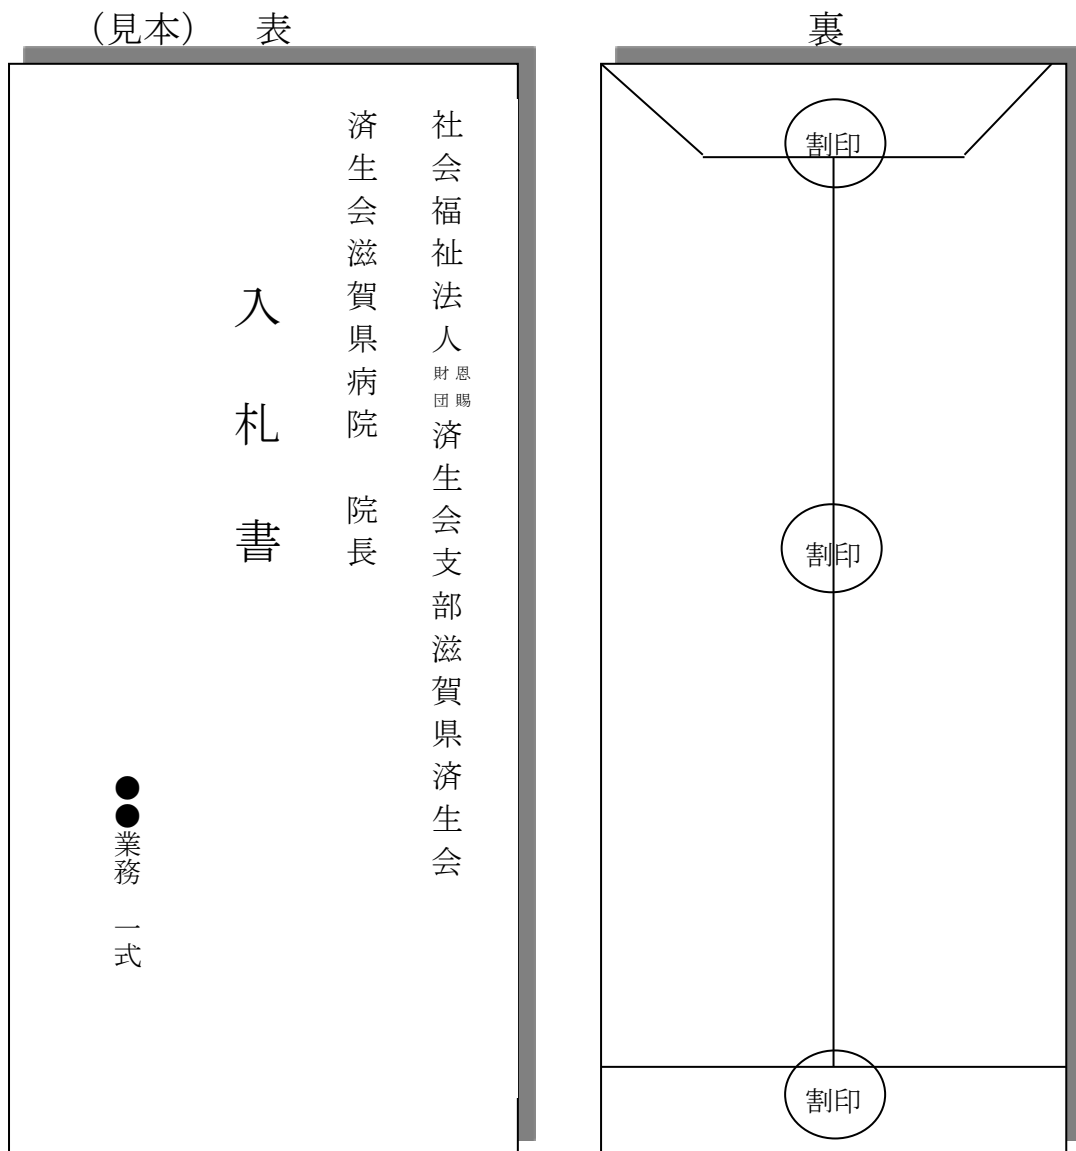 （見本）　表
社会福祉法人恩賜財団済生会支部滋賀県済生会
済生会滋賀県病院　院長
入札書
●●業務　一式
裏
割印
割印
割印